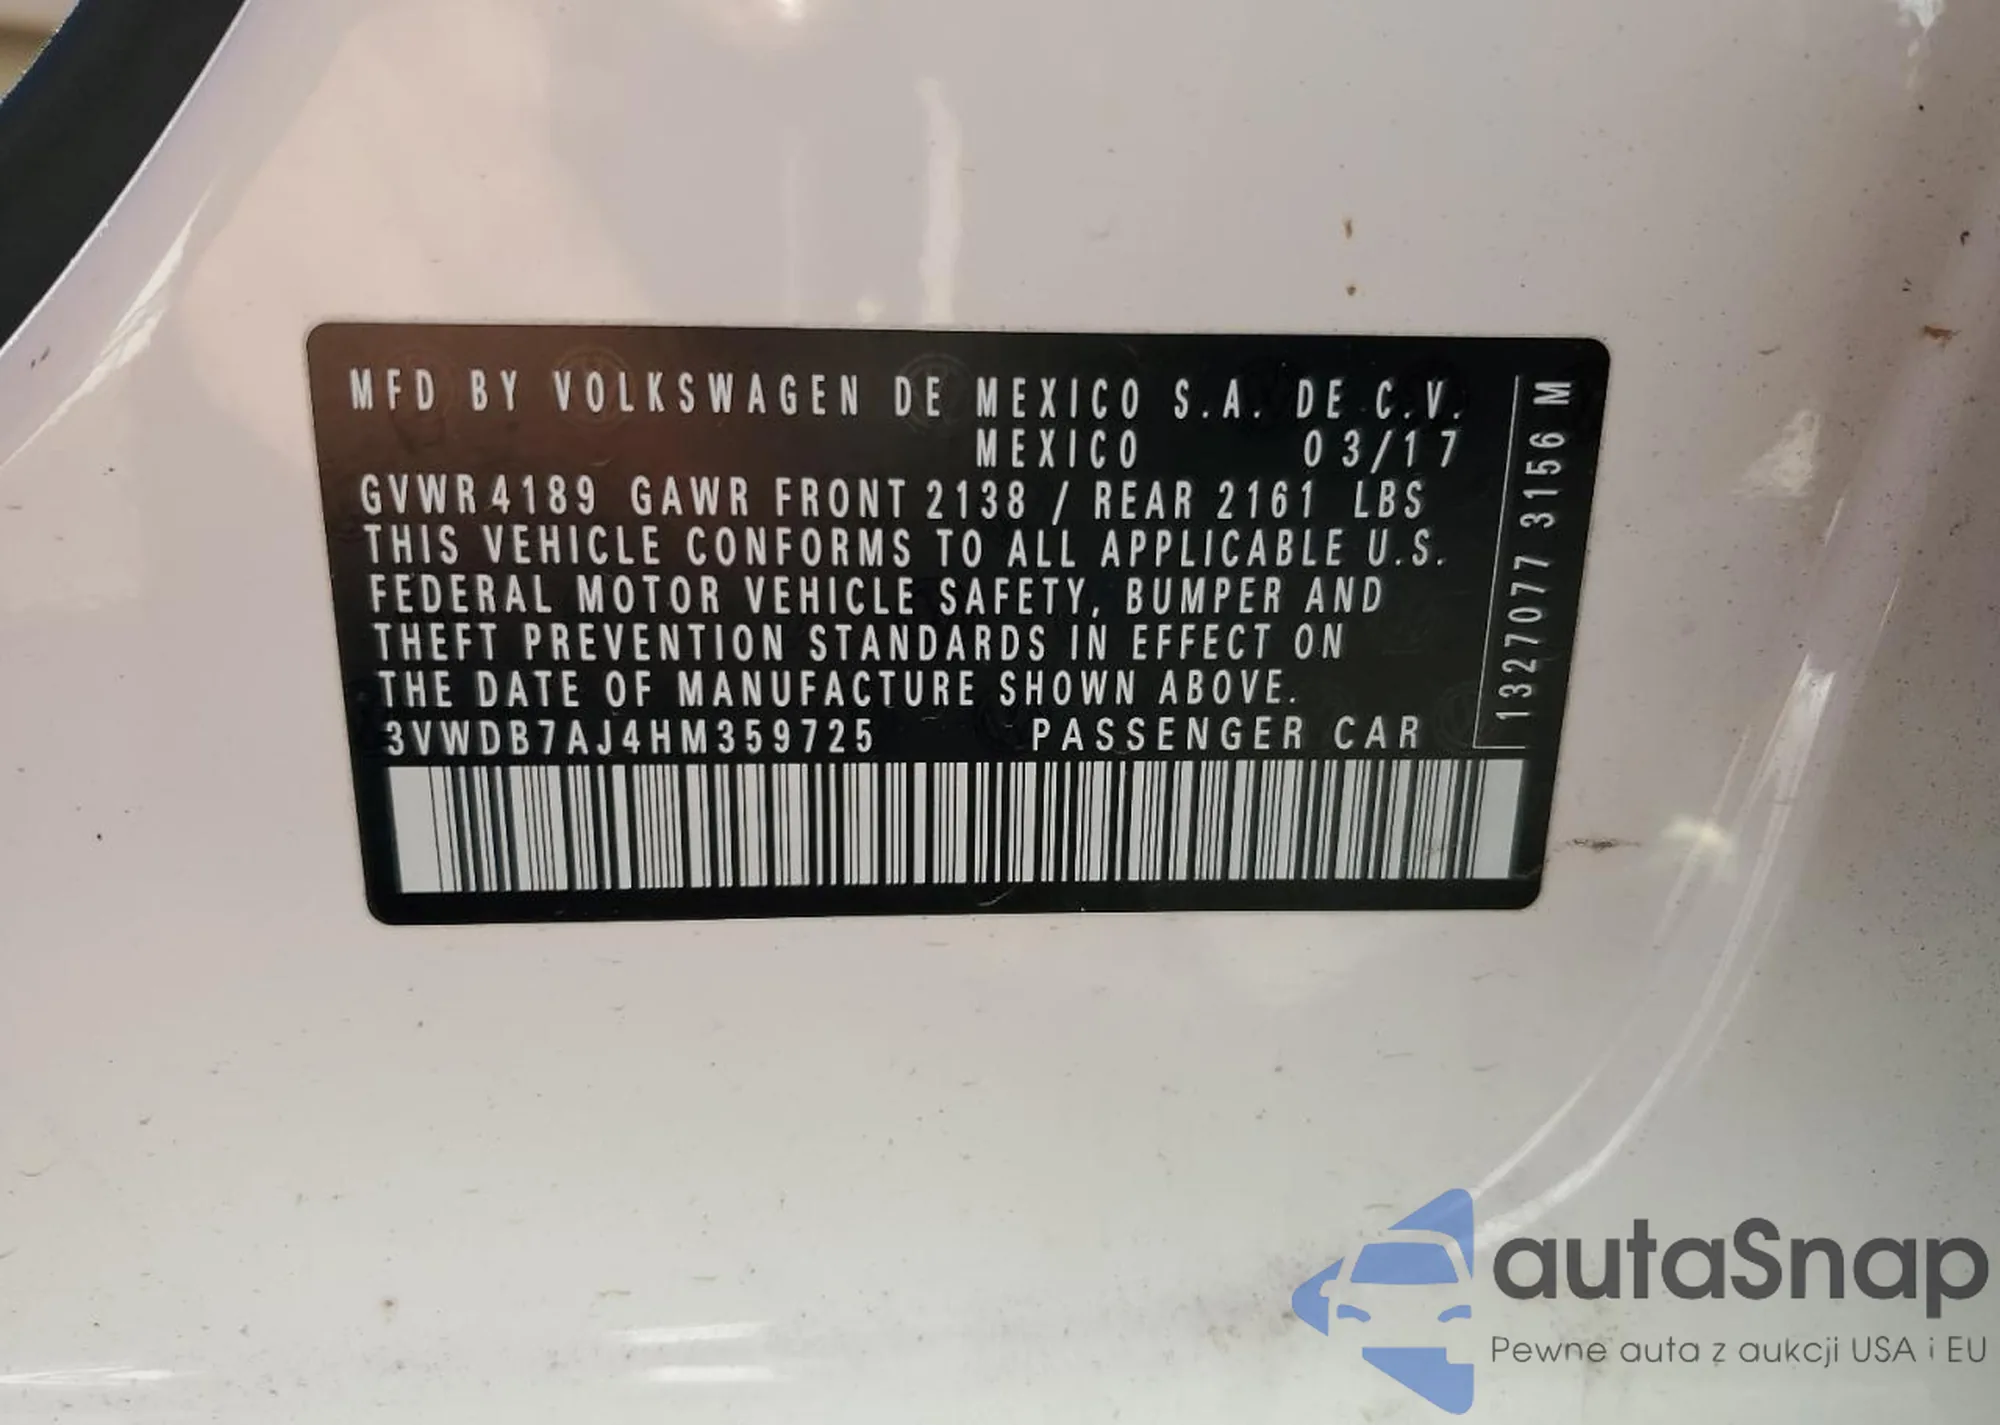 MFD BY VOLKSWAGEN DE MEXICO S.A. DE C.V.
MEXICO 03/17
GVWR 4189 GAWR FRONT 2138 / REAR 2161 LBS
THIS VEHICLE CONFORMS TO ALL APPLICABLE U.S.
FEDERAL MOTOR VEHICLE SAFETY, BUMPER AND
THEFT PREVENTION STANDARDS IN EFFECT ON
THE DATE OF MANUFACTURE SHOWN ABOVE.
3VWDB7AJ4HM359725 PASSENGER CAR
1327077 3156 M
autaSnap
Pewne auta z aukcji USA i EU